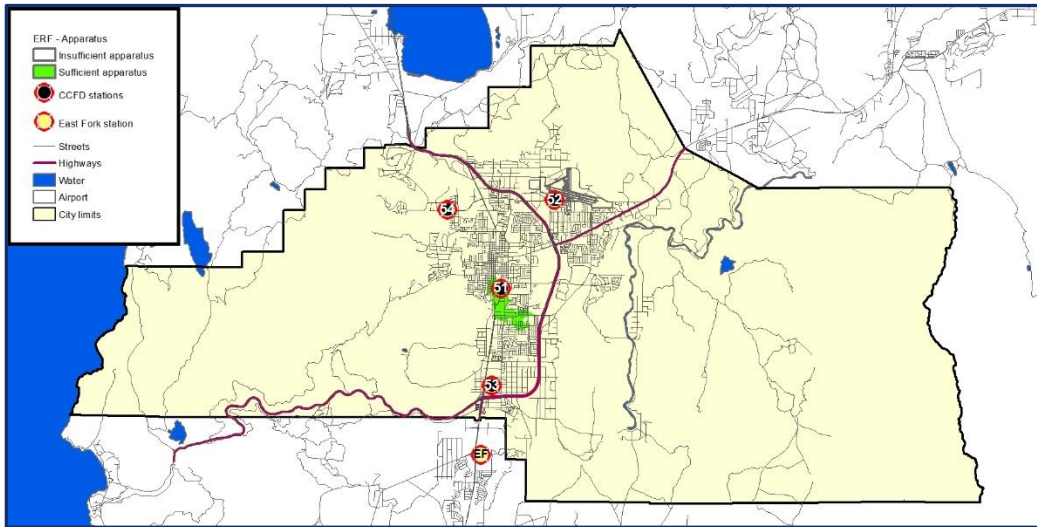 ERF - Apparatus
Insufficient apparatus
Sufficient apparatus
CCFD stations
East Fork station
Streets
Highways
Water
Airport
City limits
54
52
51
53
EF